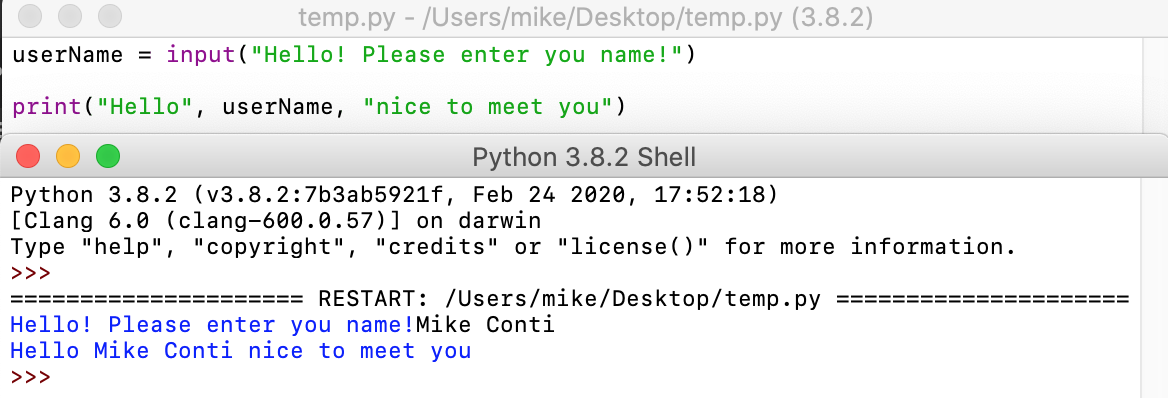 temp.py - /Users/mike/Desktop/temp.py (3.8.2)
userName = input("Hello! Please enter you name!")
print("Hello", userName, "nice to meet you")
Python 3.8.2 Shell
Python 3.8.2 (v3.8.2:7b3ab5921f, Feb 24 2020, 17:52:18)
[Clang 6.0 (clang-600.0.57)] on darwin
Type "help", "copyright", "credits" or "license()" for more information.
>>>
===================== RESTART: /Users/mike/Desktop/temp.py =====================
Hello! Please enter you name!Mike Conti
Hello Mike Conti nice to meet you
>>>